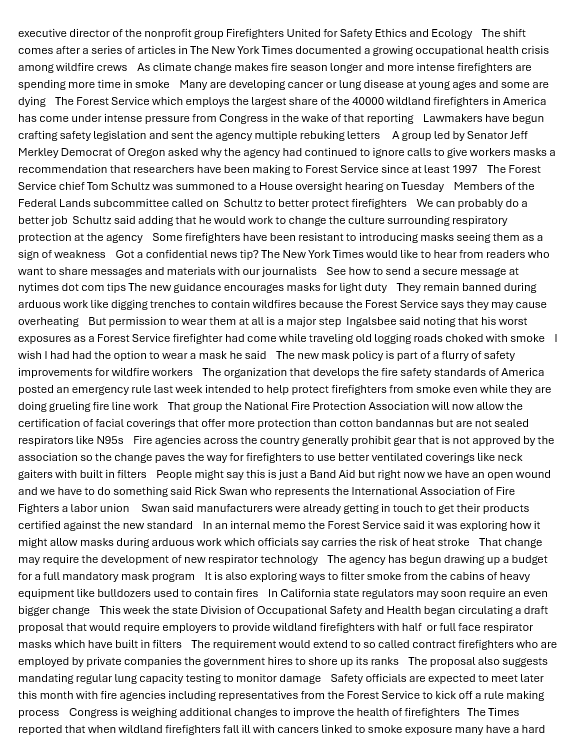 executive director of the nonprofit group Firefighters United for Safety Ethics and Ecology   The shift
comes after a series of articles in The New York Times documented a growing occupational health crisis
among wildfire crews   As climate change makes fire season longer and more intense firefighters are
spending more time in smoke   Many are developing cancer or lung disease at young ages and some are
dying   The Forest Service which employs the largest share of the 40000 wildland firefighters in America
has come under intense pressure from Congress in the wake of that reporting   Lawmakers have begun
crafting safety legislation and sent the agency multiple rebuking letters    A group led by Senator Jeff
Merkley Democrat of Oregon asked why the agency had continued to ignore calls to give workers masks a
recommendation that researchers have been making to Forest Service since at least 1997   The Forest
Service chief Tom Schultz was summoned to a House oversight hearing on Tuesday   Members of the
Federal Lands subcommittee called on  Schultz to better protect firefighters   We can probably do a
better job  Schultz said adding that he would work to change the culture surrounding respiratory
protection at the agency   Some firefighters have been resistant to introducing masks seeing them as a
sign of weakness   Got a confidential news tip? The New York Times would like to hear from readers who
want to share messages and materials with our journalists   See how to send a secure message at
nytimes dot com tips The new guidance encourages masks for light duty   They remain banned during
arduous work like digging trenches to contain wildfires because the Forest Service says they may cause
overheating   But permission to wear them at all is a major step  Ingalsbee said noting that his worst
exposures as a Forest Service firefighter had come while traveling old logging roads choked with smoke   I
wish I had had the option to wear a mask he said   The new mask policy is part of a flurry of safety
improvements for wildfire workers   The organization that develops the fire safety standards of America
posted an emergency rule last week intended to help protect firefighters from smoke even while they are
doing grueling fire line work   That group the National Fire Protection Association will now allow the
certification of facial coverings that offer more protection than cotton bandannas but are not sealed
respirators like N95s   Fire agencies across the country generally prohibit gear that is not approved by the
association so the change paves the way for firefighters to use better ventilated coverings like neck
gaiters with built in filters   People might say this is just a Band Aid but right now we have an open wound
and we have to do something said Rick Swan who represents the International Association of Fire
Fighters a labor union    Swan said manufacturers were already getting in touch to get their products
certified against the new standard   In an internal memo the Forest Service said it was exploring how it
might allow masks during arduous work which officials say carries the risk of heat stroke   That change
may require the development of new respirator technology   The agency has begun drawing up a budget
for a full mandatory mask program   It is also exploring ways to filter smoke from the cabins of heavy
equipment like bulldozers used to contain fires   In California state regulators may soon require an even
bigger change   This week the state Division of Occupational Safety and Health began circulating a draft
proposal that would require employers to provide wildland firefighters with half  or full face respirator
masks which have built in filters   The requirement would extend to so called contract firefighters who are
employed by private companies the government hires to shore up its ranks   The proposal also suggests
mandating regular lung capacity testing to monitor damage   Safety officials are expected to meet later
this month with fire agencies including representatives from the Forest Service to kick off a rule making
process   Congress is weighing additional changes to improve the health of firefighters   The Times
reported that when wildland firefighters fall ill with cancers linked to smoke exposure many have a hard